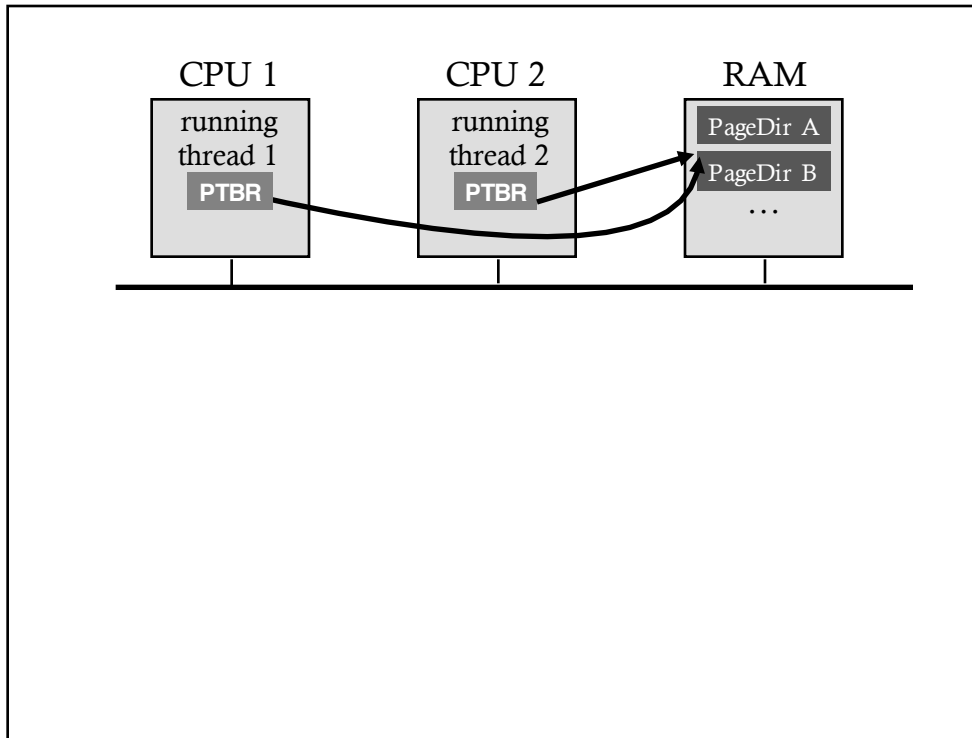 CPU 1
running
thread 1
PTBR
CPU 2
running
thread 2
PTBR
RAM
PageDir A
PageDir B
…